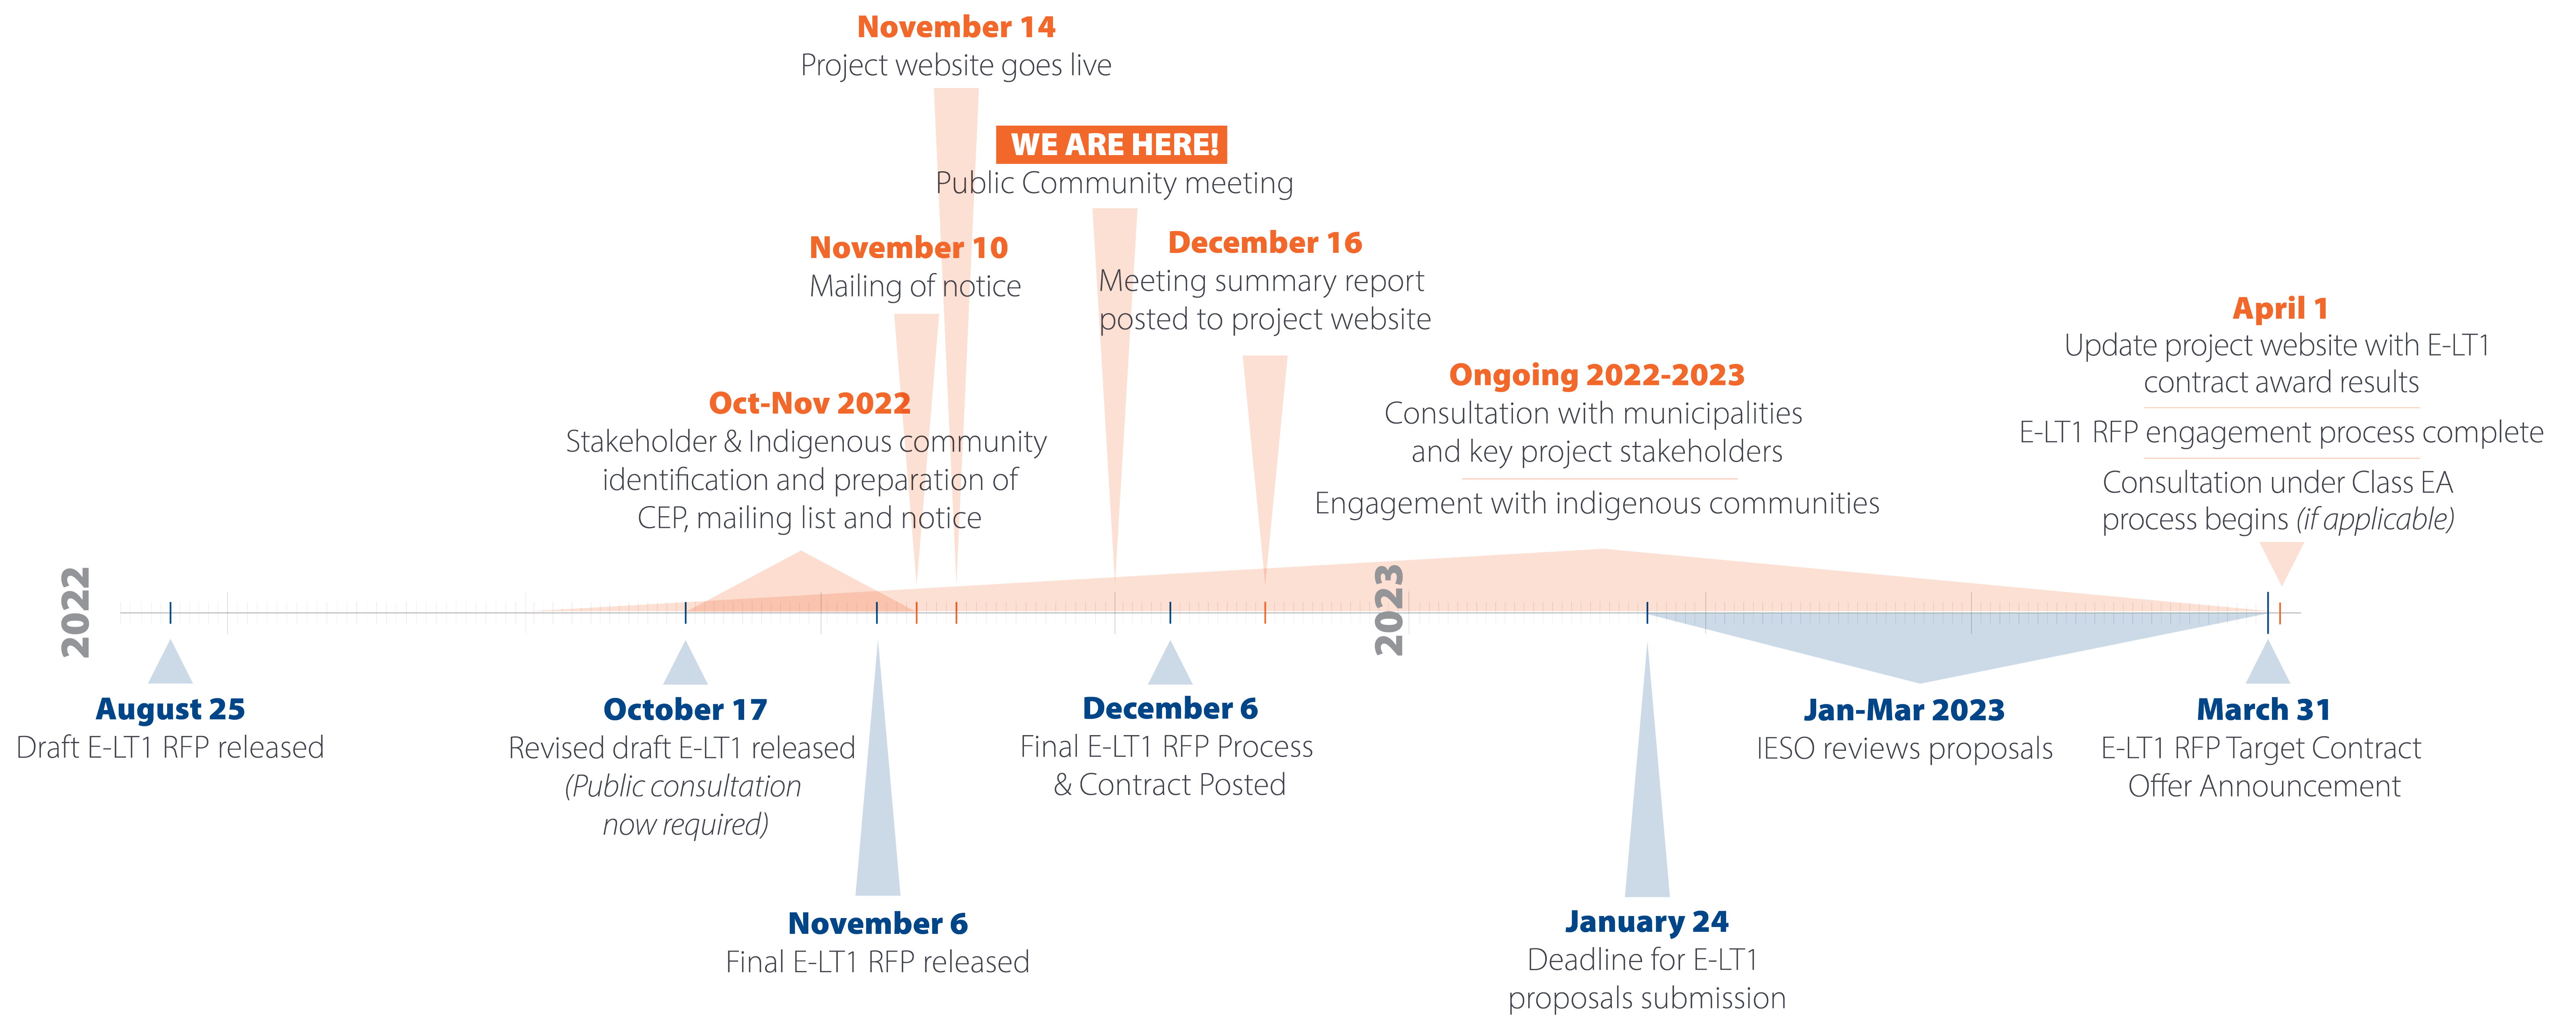 November 14
Project website goes live
WE ARE HERE!
Public Community meeting
November 10
Mailing of notice
December 16
Meeting summary report
posted to project website
Oct-Nov 2022
Stakeholder & Indigenous community
identification and preparation of
CEP, mailing list and notice
Ongoing 2022-2023
Consultation with municipalities
and key project stakeholders
Engagement with indigenous communities
April 1
Update project website with E-LT1
contract award results
E-LT1 RFP engagement process complete
Consultation under Class EA
process begins (if applicable)
2022
2023
August 25
Draft E-LT1 RFP released
October 17
Revised draft E-LT1 released
(Public consultation
now required)
November 6
Final E-LT1 RFP released
December 6
Final E-LT1 RFP Process
& Contract Posted
January 24
Deadline for E-LT1
proposals submission
Jan-Mar 2023
IESO reviews proposals
March 31
E-LT1 RFP Target Contract
Offer Announcement